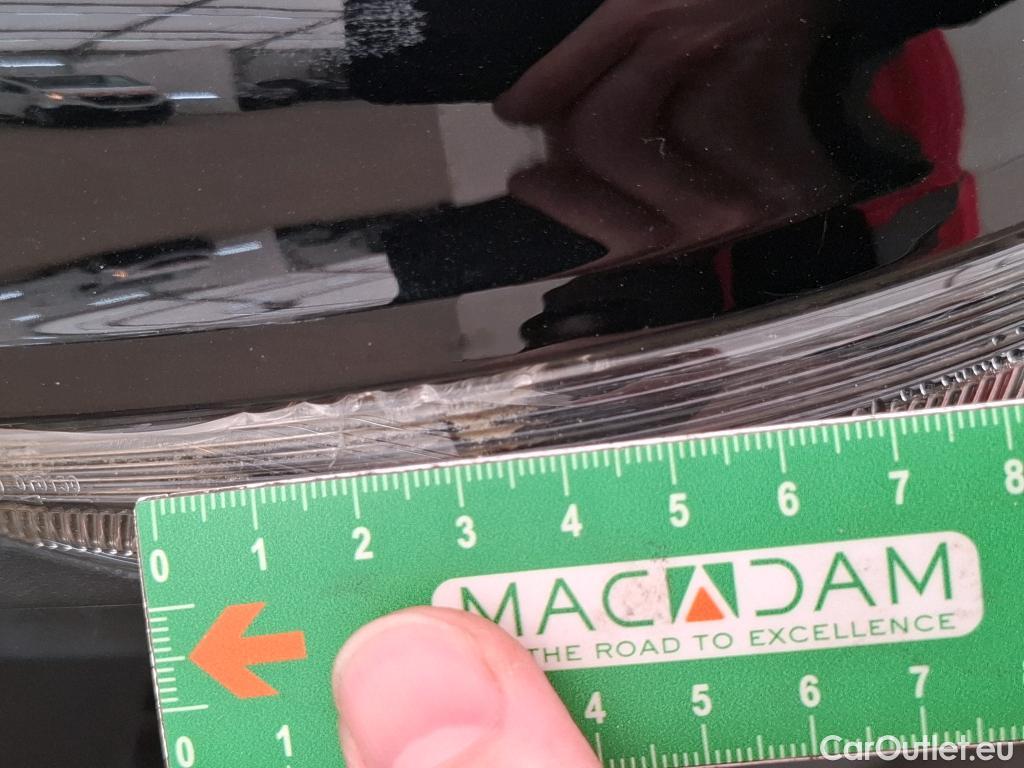 0 1 2 3 4 5 6 7 8
MACADAM
THE ROAD TO EXCELLENCE
0 1 4 5 6 7
CarOutlet.eu